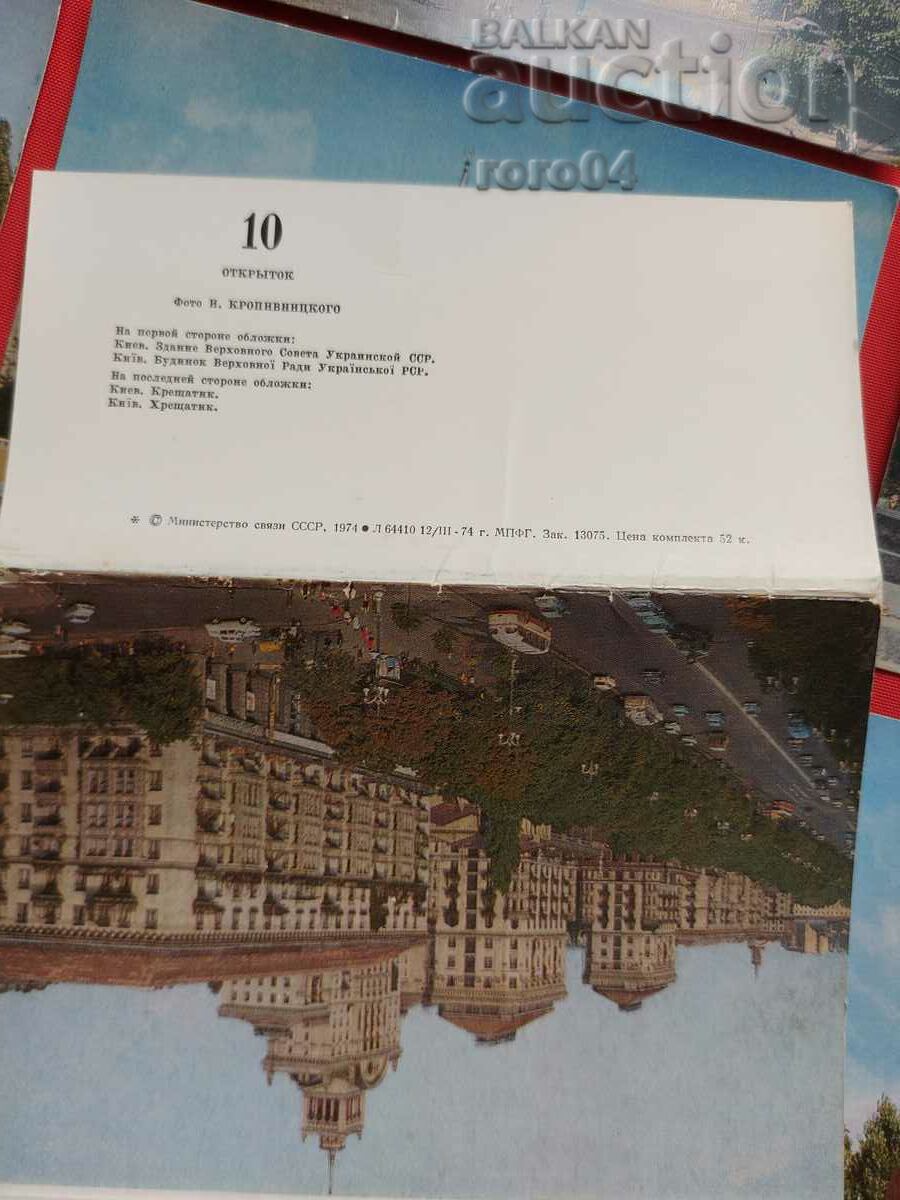 BALKAN
auction
roro04
10
ОТКРЫТОК
Фото И. КРОПИВНИЦКОГО
На первой стороне обложки:
Киев. Здание Верховного Совета Украинской ССР.
Київ. Будинок Верховної Ради Української РСР.
На последней стороне обложки:
Киев. Крещатик.
Київ. Хрещатик.
* © Министерство связи СССР, 1974 ● Л 64410 12/III - 74 г. МПФГ. Зак. 13075. Цена комплекта 52 к.